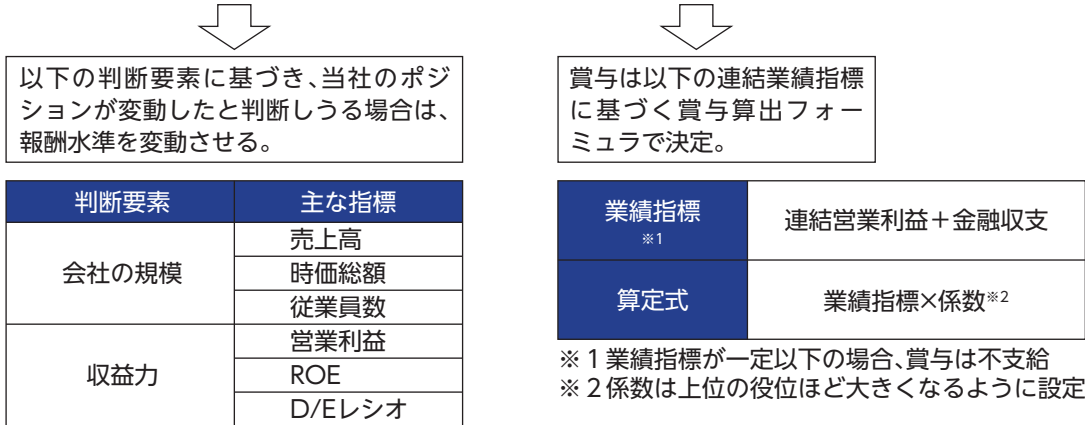 以下の判断要素に基づき、当社のポジ
ションが変動したと判断しうる場合は、
報酬水準を変動させる。
判断要素 主な指標
会社の規模
売上高
時価総額
従業員数
収益力
営業利益
ROE
D/Eレシオ
賞与は以下の連結業績指標
に基づく賞与算出フォー
ミュラで決定。
業績指標
※1
連結営業利益＋金融収支
算定式
業績指標×係数※2
※１業績指標が一定以下の場合、賞与は不支給
※２係数は上位の役位ほど大きくなるように設定